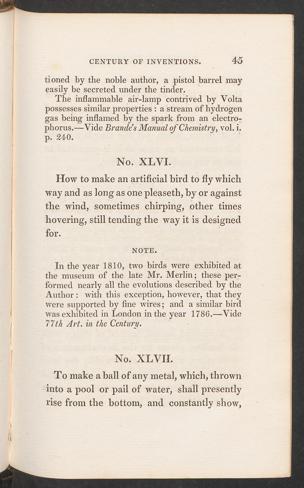 CENTURY OF INVENTIONS. 45
tioned by the noble author, a pistol barrel may
easily be secreted under the tinder.
The inflammable air-lamp contrived by Volta
possesses similar properties : a stream of hydrogen
gas being inflamed by the spark from an electro-
phorus.—Vide Brande's Manual of Chemistry, vol. i.
p. 240.
No. XLVI.
How to make an artificial bird to fly which
way and as long as one pleaseth, by or against
the wind, sometimes chirping, other times
hovering, still tending the way it is designed
for.
NOTE.
In the year 1810, two birds were exhibited at
the museum of the late Mr. Merlin; these per-
formed nearly all the evolutions described by the
Author : with this exception, however, that they
were supported by fine wires; and a similar bird
was exhibited in London in the year 1786.—Vide
77th Art. in the Century.
No. XLVII.
To make a ball of any metal, which, thrown
into a pool or pail of water, shall presently
rise from the bottom, and constantly show,